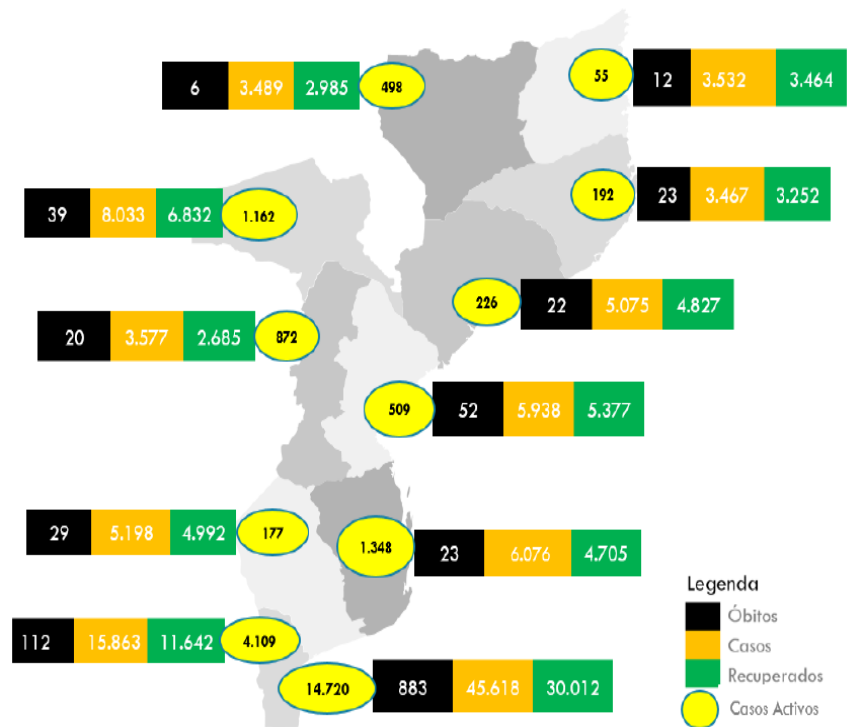 6 3.489 2.985 498
55 12 3.532 3.464
39 8.033 6.832 1.162
192 23 3.467 3.252
226 22 5.075 4.827
20 3.577 2.685 872
509 52 5.938 5.377
29 5.198 4.992 177
1.348 23 6.076 4.705
112 15.863 11.642 4.109
14.720 883 45.618 30.012
Legenda
Óbitos
Casos
Recuperados
Casos Activos